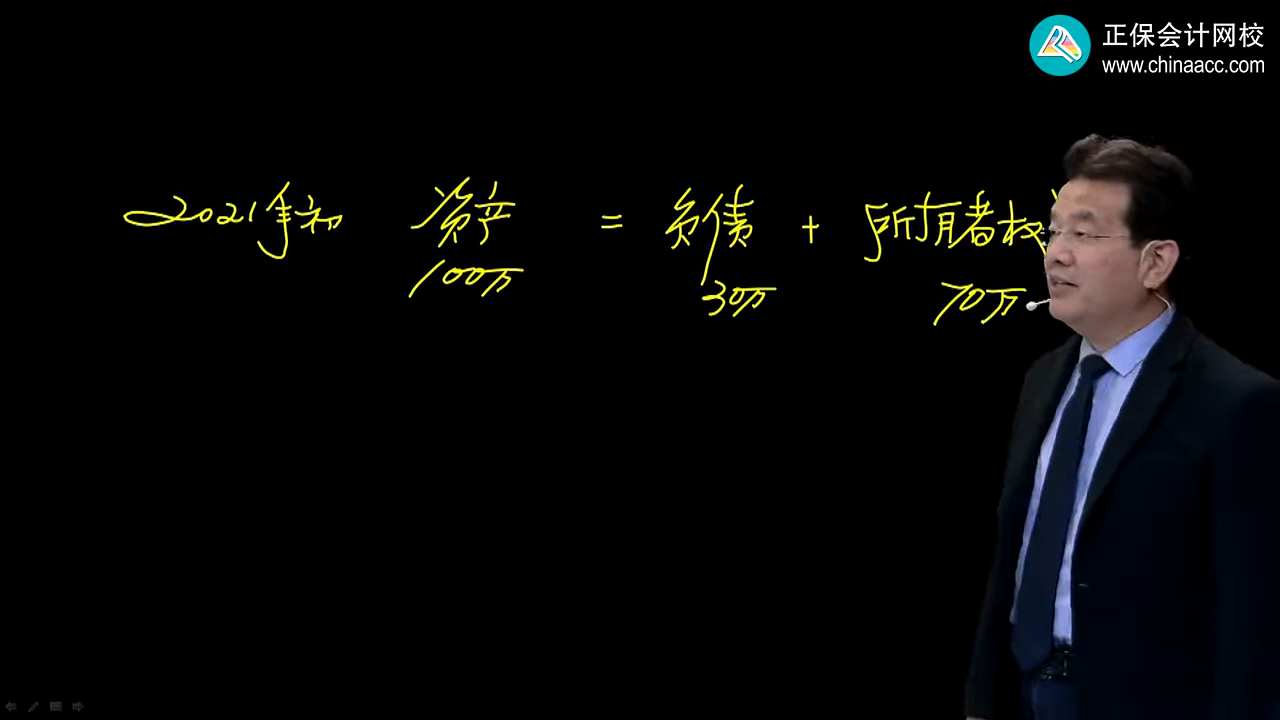 正保会计网校
www.chinaacc.com
2021年初 资产 = 负债 + 所有者权
100万 30万 70万